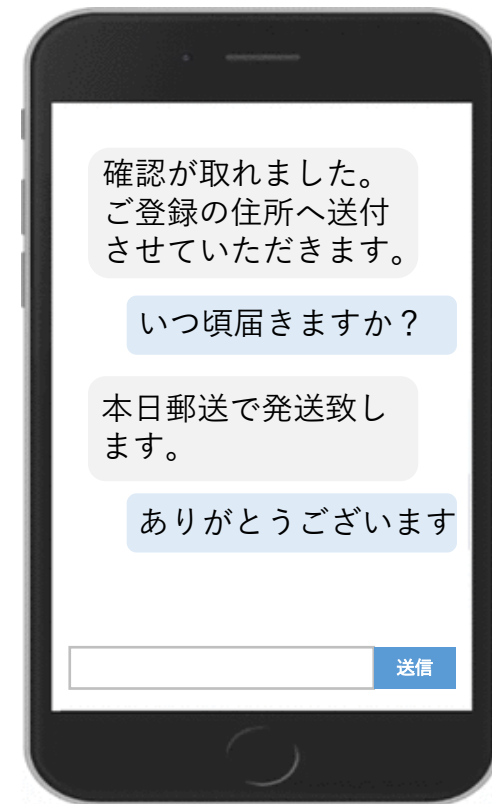 確認が取れました。
ご登録の住所へ送付
させていただきます。
いつ頃届きますか？
本日郵送で発送致し
ます。
ありがとうございます
送信